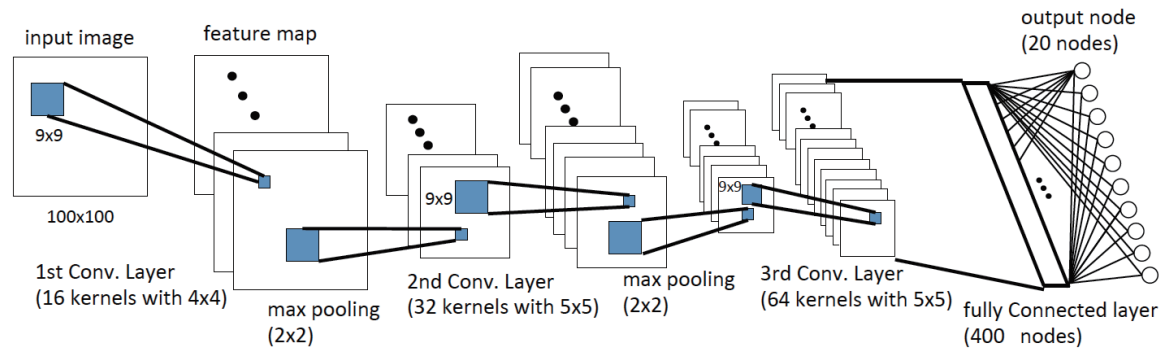 input image
9x9
100x100
1st Conv. Layer
(16 kernels with 4x4)
feature map
max pooling
(2x2)
9x9
2nd Conv. Layer
(32 kernels with 5x5)
max pooling
(2x2)
9x9
3rd Conv. Layer
(64 kernels with 5x5)
output node
(20 nodes)
fully Connected layer
(400 nodes)